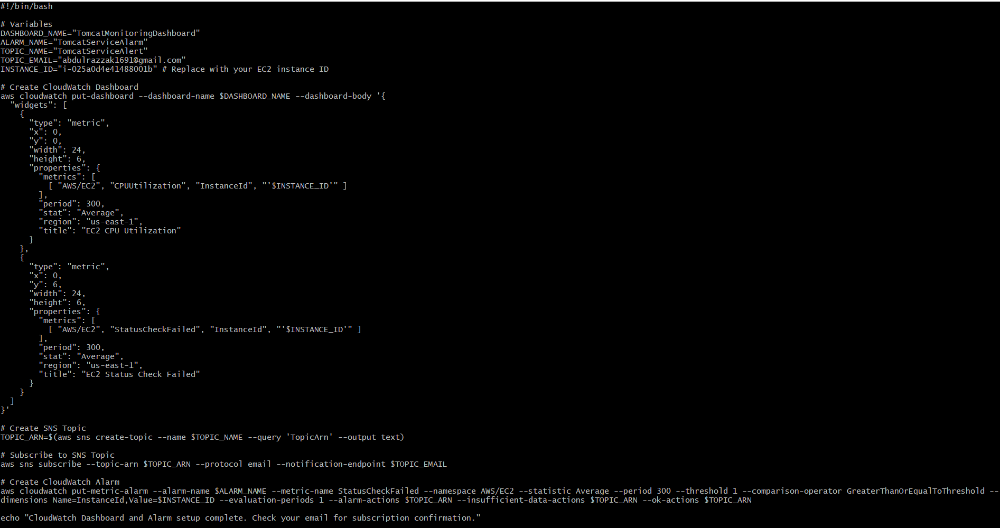 #!/bin/bash

# Variables
DASHBOARD_NAME="TomcatMonitoringDashboard"
ALARM_NAME="TomcatServiceAlarm"
TOPIC_NAME="TomcatServiceAlert"
TOPIC_EMAIL="abdulrazzak1691@gmail.com"
INSTANCE_ID="i-025a0d4e41488001b" # Replace with your EC2 instance ID

# Create CloudWatch Dashboard
aws cloudwatch put-dashboard --dashboard-name $DASHBOARD_NAME --dashboard-body '{
  "widgets": [
    {
      "type": "metric",
      "x": 0,
      "y": 0,
      "width": 24,
      "height": 6,
      "properties": {
        "metrics": [
          [ "AWS/EC2", "CPUUtilization", "InstanceId", "'$INSTANCE_ID'" ]
        ],
        "period": 300,
        "stat": "Average",
        "region": "us-east-1",
        "title": "EC2 CPU Utilization"
      }
    },
    {
      "type": "metric",
      "x": 0,
      "y": 6,
      "width": 24,
      "height": 6,
      "properties": {
        "metrics": [
          [ "AWS/EC2", "StatusCheckFailed", "InstanceId", "'$INSTANCE_ID'" ]
        ],
        "period": 300,
        "stat": "Average",
        "region": "us-east-1",
        "title": "EC2 Status Check Failed"
      }
    }
  ]
}'

# Create SNS Topic
TOPIC_ARN=$(aws sns create-topic --name $TOPIC_NAME --query 'TopicArn' --output text)

# Subscribe to SNS Topic
aws sns subscribe --topic-arn $TOPIC_ARN --protocol email --notification-endpoint $TOPIC_EMAIL

# Create CloudWatch Alarm
aws cloudwatch put-metric-alarm --alarm-name $ALARM_NAME --metric-name StatusCheckFailed --namespace AWS/EC2 --statistic Average --period 300 --threshold 1 --comparison-operator GreaterThanOrEqualToThreshold --
dimensions Name=InstanceId,Value=$INSTANCE_ID --evaluation-periods 1 --alarm-actions $TOPIC_ARN --insufficient-data-actions $TOPIC_ARN --ok-actions $TOPIC_ARN

echo "CloudWatch Dashboard and Alarm setup complete. Check your email for subscription confirmation."